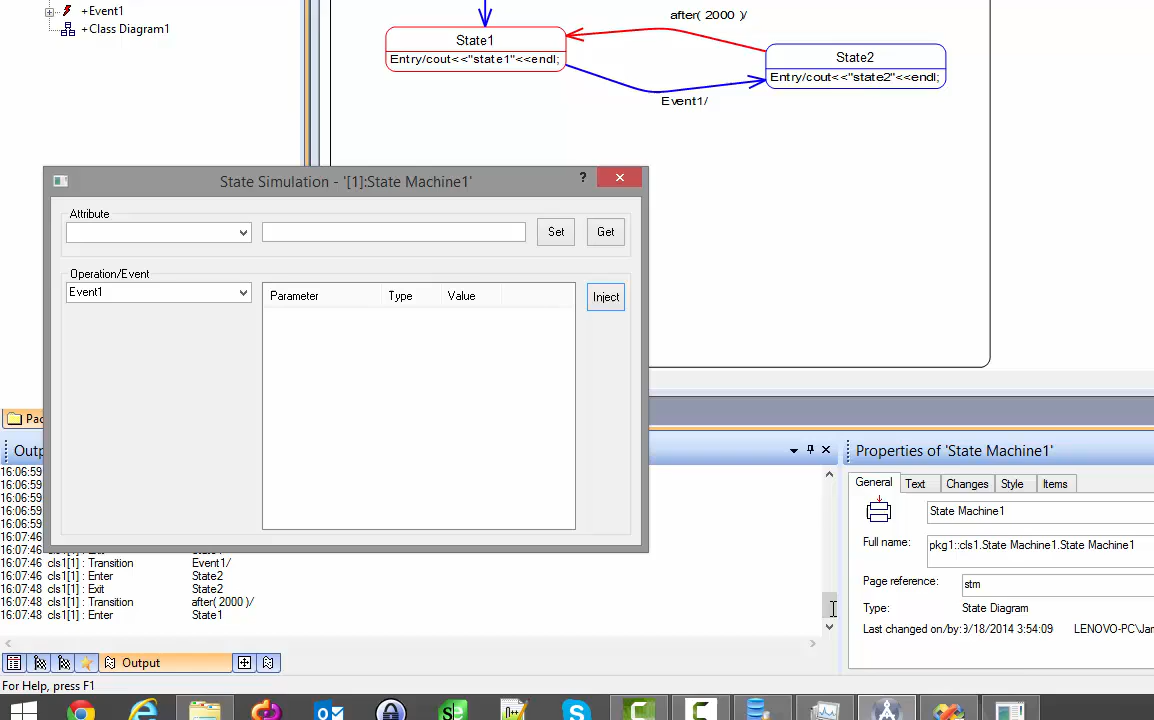 +Event1
+Class Diagram1
after( 2000 )/
State1
Entry/cout<<"state1"<<endl;
State2
Entry/cout<<"state2"<<endl;
Event1/
State Simulation - '[1]:State Machine1'
?
Attribute
Set
Get
Operation/Event
Event1
Parameter Type Value
Inject
16:06:59
16:06:59
16:06:59
16:06:59
16:06:59
16:07:46
16:07:46 cls1[1] : Transition Event1/
16:07:46 cls1[1] : Enter State2
16:07:48 cls1[1] : Exit State2
16:07:48 cls1[1] : Transition after( 2000 )/
16:07:48 cls1[1] : Enter State1
Output
For Help, press F1
Properties of 'State Machine1'
General Text Changes Style Items
State Machine1
Full name: pkg1::cls1.State Machine1.State Machine1
Page reference: stm
Type: State Diagram
Last changed on/by: 9/18/2014 3:54:09 LENOVO-PC\Jan